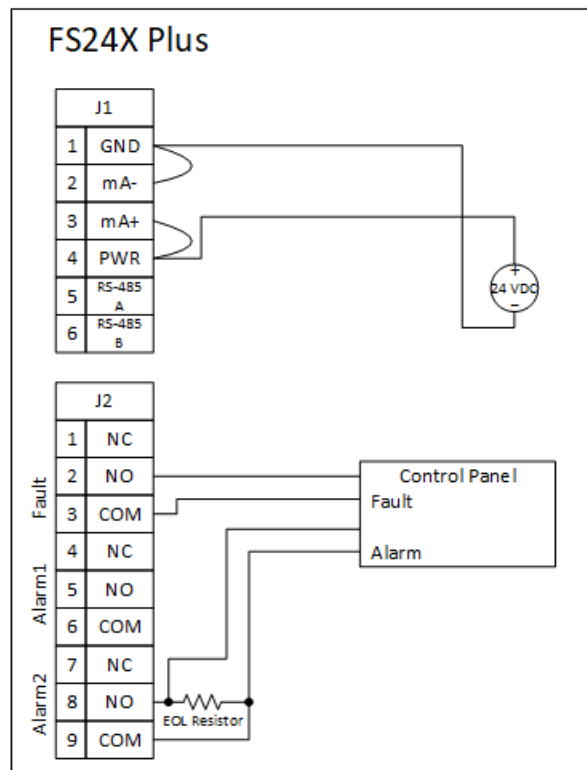 FS24X Plus
J1
1 GND
2 mA-
3 mA+
4 PWR
5 RS-485
A
6 RS-485
B
+
24 VDC
−
J2
Fault
1 NC
2 NO
3 COM
Alarm1
4 NC
5 NO
6 COM
Alarm2
7 NC
8 NO
9 COM
EOL Resistor
Control Panel
Fault
Alarm